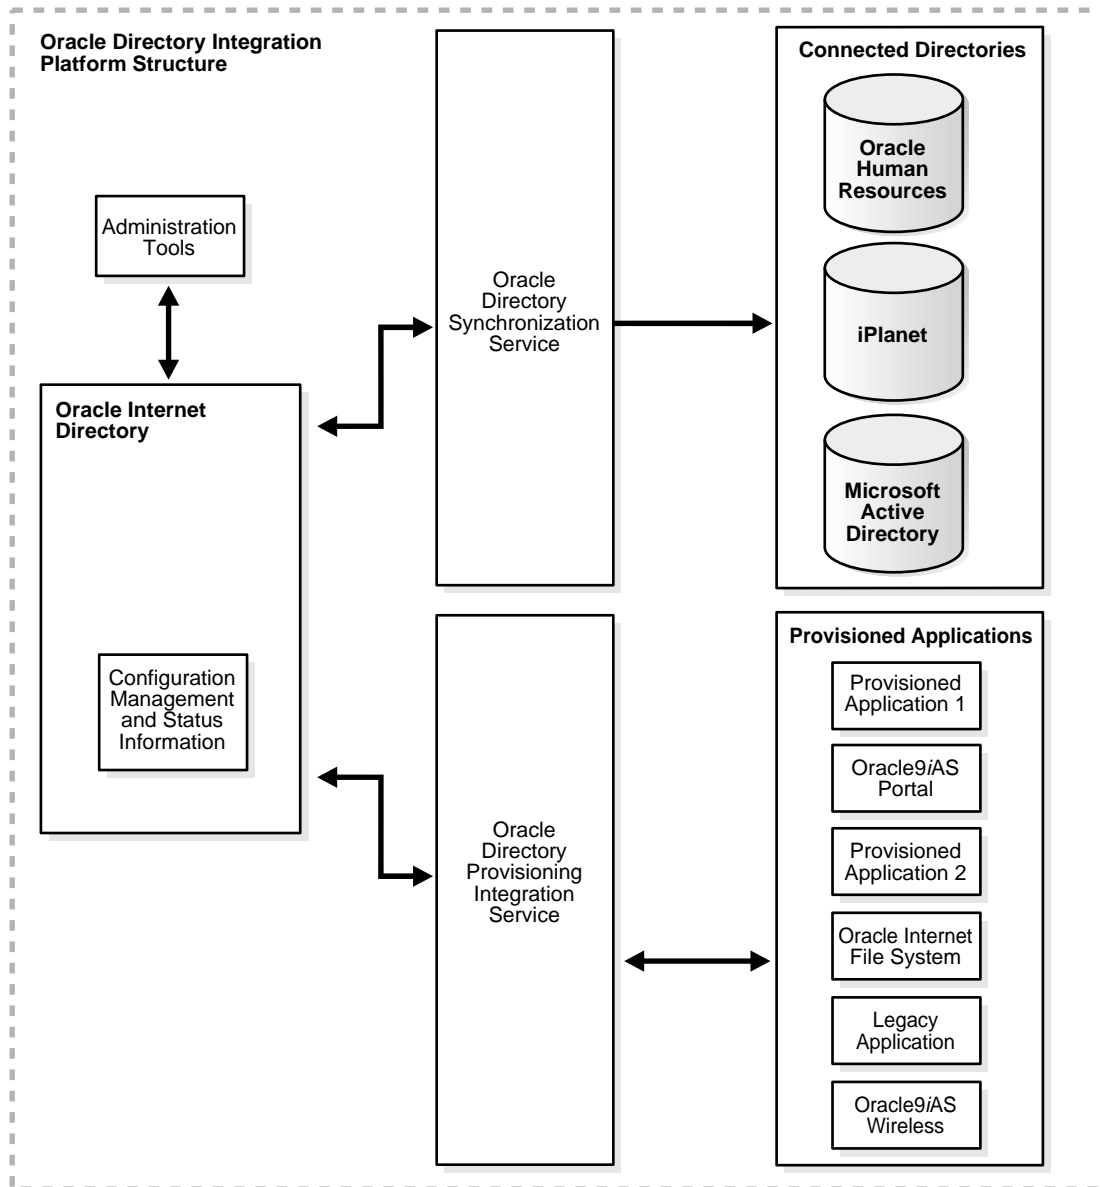 Oracle Directory Integration
Platform Structure
Administration
Tools
Oracle Internet
Directory
Configuration
Management
and Status
Information
Oracle
Directory
Synchronization
Service
Oracle
Directory
Provisioning
Integration
Service
Connected Directories
Oracle
Human
Resources
iPlanet
Microsoft
Active
Directory
Provisioned Applications
Provisioned
Application 1
Oracle9iAS
Portal
Provisioned
Application 2
Oracle Internet
File System
Legacy
Application
Oracle9iAS
Wireless